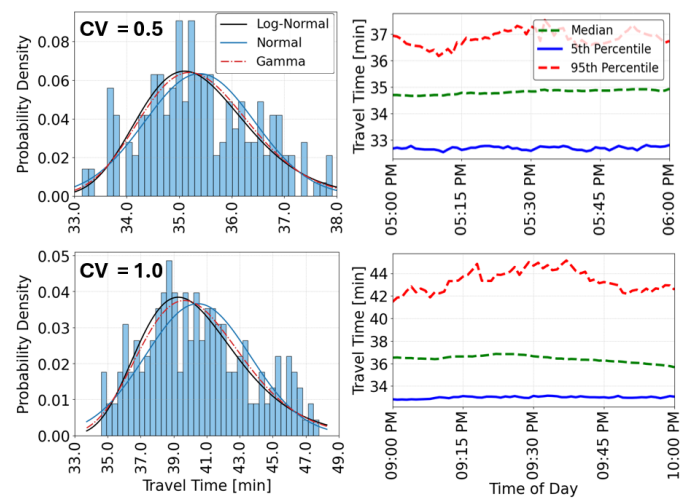 CV = 0.5
Log-Normal
Normal
Gamma
Probability Density
0.08
0.06
0.04
0.02
0.00
33.0
34.0
35.0
36.0
37.0
38.0
Median
5th Percentile
95th Percentile
Travel Time [min]
37
36
35
34
33
05:00 PM
05:15 PM
05:30 PM
05:45 PM
06:00 PM
CV = 1.0
Probability Density
0.05
0.04
0.03
0.02
0.01
0.00
33.0
35.0
37.0
39.0
41.0
43.0
45.0
47.0
49.0
Travel Time [min]
Travel Time [min]
44
42
40
38
36
34
09:00 PM
09:15 PM
09:30 PM
09:45 PM
10:00 PM
Time of Day